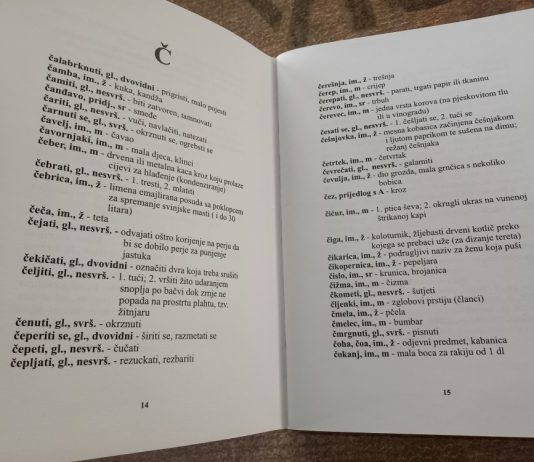 Č
čalabrknuti, gl., dvovidni - prigristi, malo pojesti
čamba, im., ž - kuka, kandža
čamiti, gl., nesvrš. - biti zatvoren, tamnovati
čandavo, pridj., sr - smeđe
čariti, gl., nesvrš. - vući, navlačiti, natezati
čarnuti se, gl., svrš. - okrznuti se, ogrebsti se
čavelj, im., m - čavao
čavornjaki, im., m - mala djeca, klinci
čeber, im., m - drvena ili metalna kaca kroz koju prolaze
cijevi za hlađenje (kondenziranje)
čebrati, gl., nesvrš. - 1. tresti, 2. mlatiti
čebrica, im., ž - limena emajlirana posuda sa poklopcem
za spremanje svinjske masti ( i do 30
litara)
čeča, im., ž - teta
čejati, gl., nesvrš. - odvajati oštro korijenje na perju da
bi se dobilo perje za punjenje
jastuka
čekičati, gl., dvovidni - označiti dvra koja treba srušiti
čeljiti, gl., nesvrš. - 1. tući; 2. vršiti žito udaranjem
snoplja po bačvi dok zrnje ne
popada na prostrtu plahtu, tzv.
žitnjaru
čenuti, gl., svrš. - okrznuti
čeperiti se, gl., dvovidni - širiti se, razmetati se
čepeti, gl., nesvrš. - čučati
čepljati, gl., nesvrš. - rezuckati, rezbariti
14
čerešnja, im., ž - trešnja
čerep, im., m - crijep
čerepati, gl., nesvrš. - parati, trgati papir ili tkaninu
čerevo, im., sr - trbuh
čerevec, im., m - jedna vrsta korova (na pjeskovitom tlu
ili u vinogradu)
česati se, gl., nesvrš. - 1. češljati se, 2. tući se
češnjovka, im., ž - mesna kobasica začinjena češnjakom
i ljutom paprikom te sušena na dimu;
režanj češnjaka
četrtek, im., m - četvrtak
čevrečati, gl., nesvrš. - galamiti
čevulja, im., ž - dio grozda, mala grnčica s nekoliko
bobica
čez, prijedlog s A - kroz
čičur, im., m - 1. ptica ševa; 2. okrugli ukras na vunenoj
štrikanoj kapi
čiga, im., ž - koloturnik, žljebasti drveni kotlič preko
kojega se prebaci uže (za dizanje tereta)
čikarica, im., ž - podrugljivi naziv za ženu koja puši
čikopernica, im., ž - pepeljara
čislo, im., sr - krunica, brojanica
čižma, im., ž - čizma
čkometi, gl., nesvrš. - šutjeti
čljenki, im., m - zglobovi prstiju (članci)
čmela, im., ž - pčela
čmelec, im., m - bumbar
čmrgnuti, gl., svrš. - pisnuti
čoha, čoa, im., ž - odjevni predmet, kabanica
čokanj, im., m - mala boca za rakiju od 1 dl
15